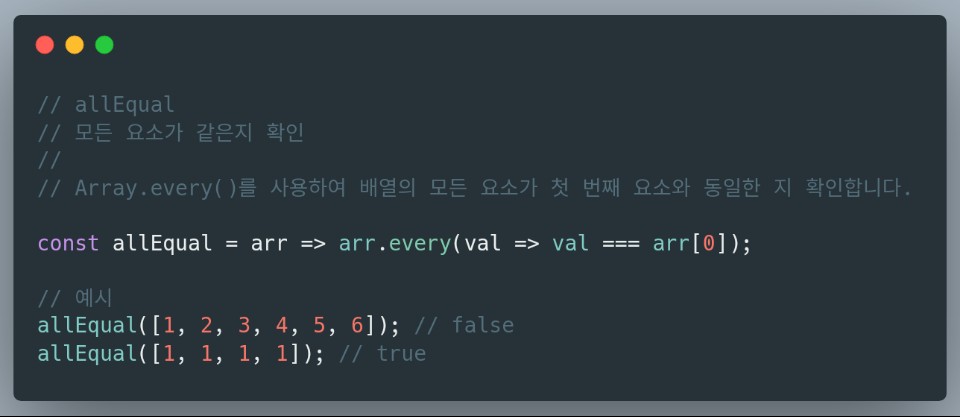 // allEqual
// 모든 요소가 같은지 확인
//
// Array.every()를 사용하여 배열의 모든 요소가 첫 번째 요소와 동일한 지 확인합니다.
const allEqual = arr => arr.every(val => val === arr[0]);
// 예시
allEqual([1, 2, 3, 4, 5, 6]); // false
allEqual([1, 1, 1, 1]); // true